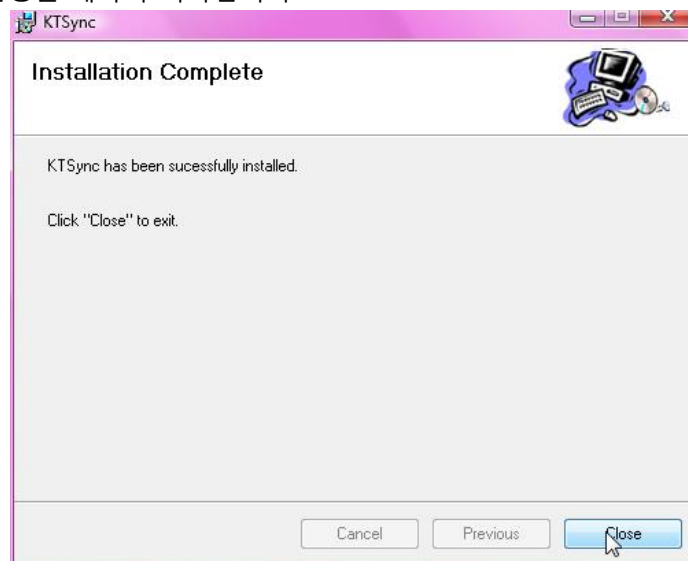 KTSync
Installation Complete
KTSync has been sucessfully installed.
Click "Close" to exit.
Cancel
Previous
Close